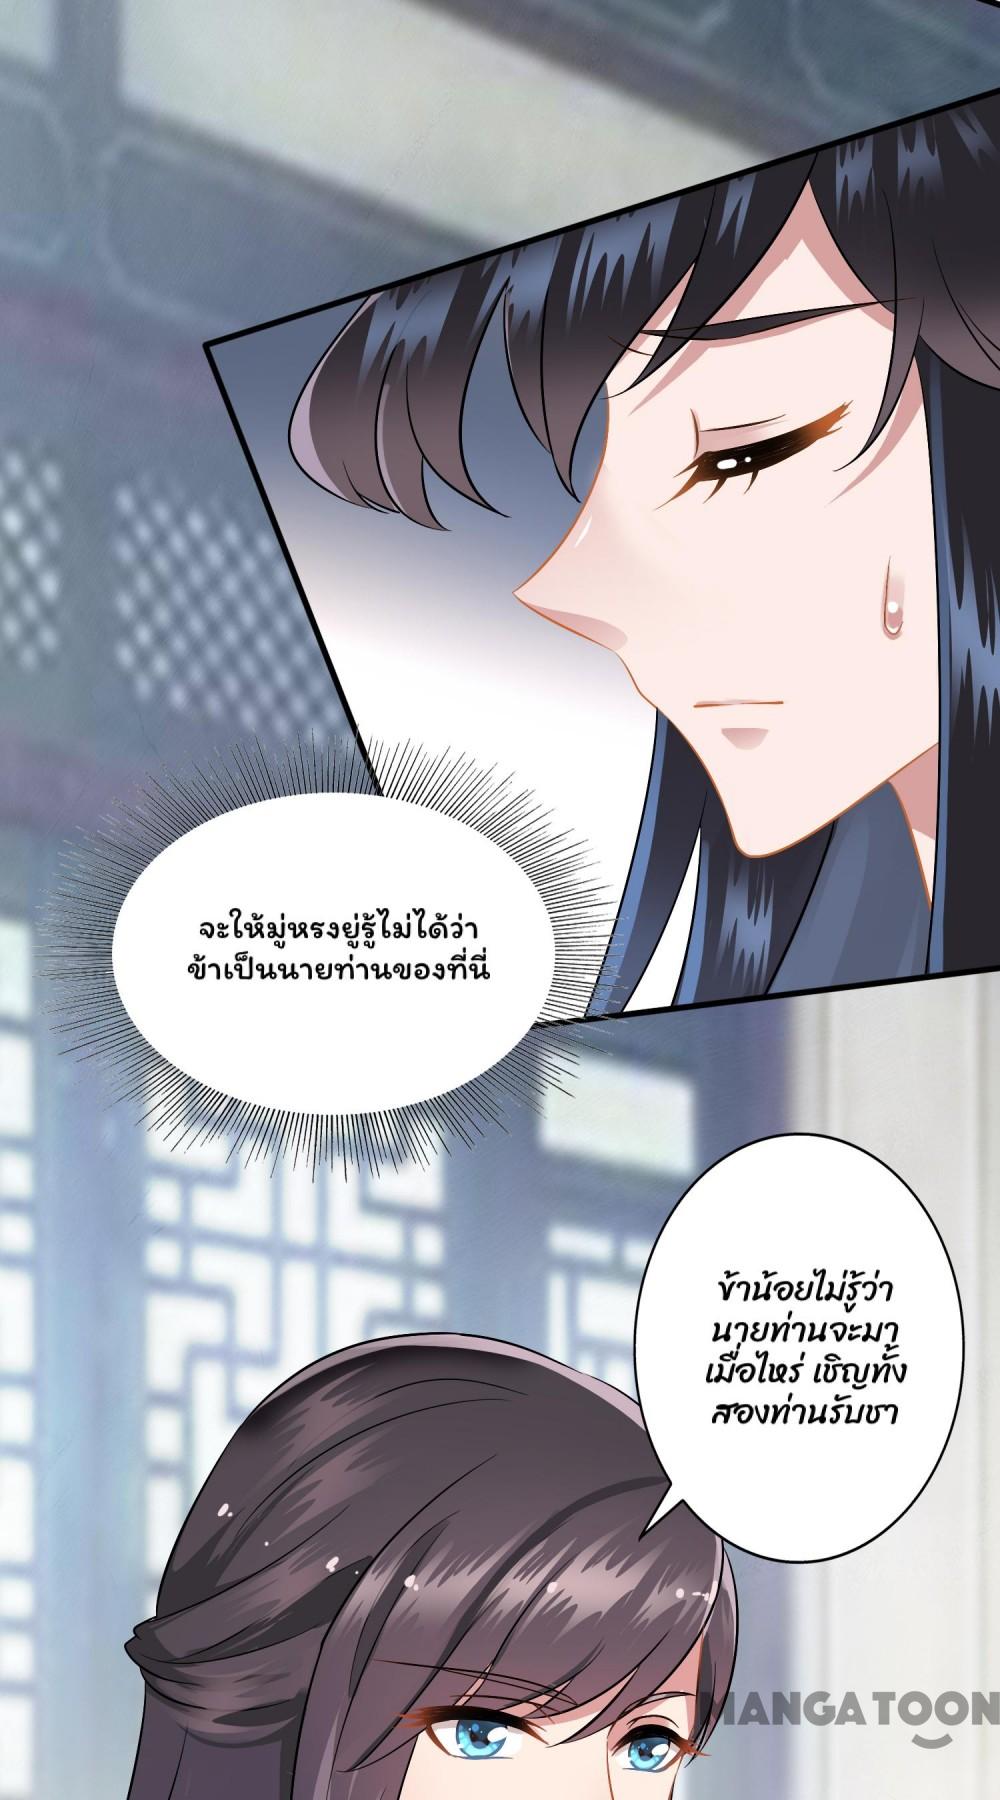 จะให้มู่หรงยู่รู้ไม่ได้ว่า
ข้าเป็นนายท่านของที่นี่
ข้าน้อยไม่รู้ว่า
นายท่านจะมา
เมื่อไหร่ เชิญทั้ง
สองท่านรับชา
MANGATOON